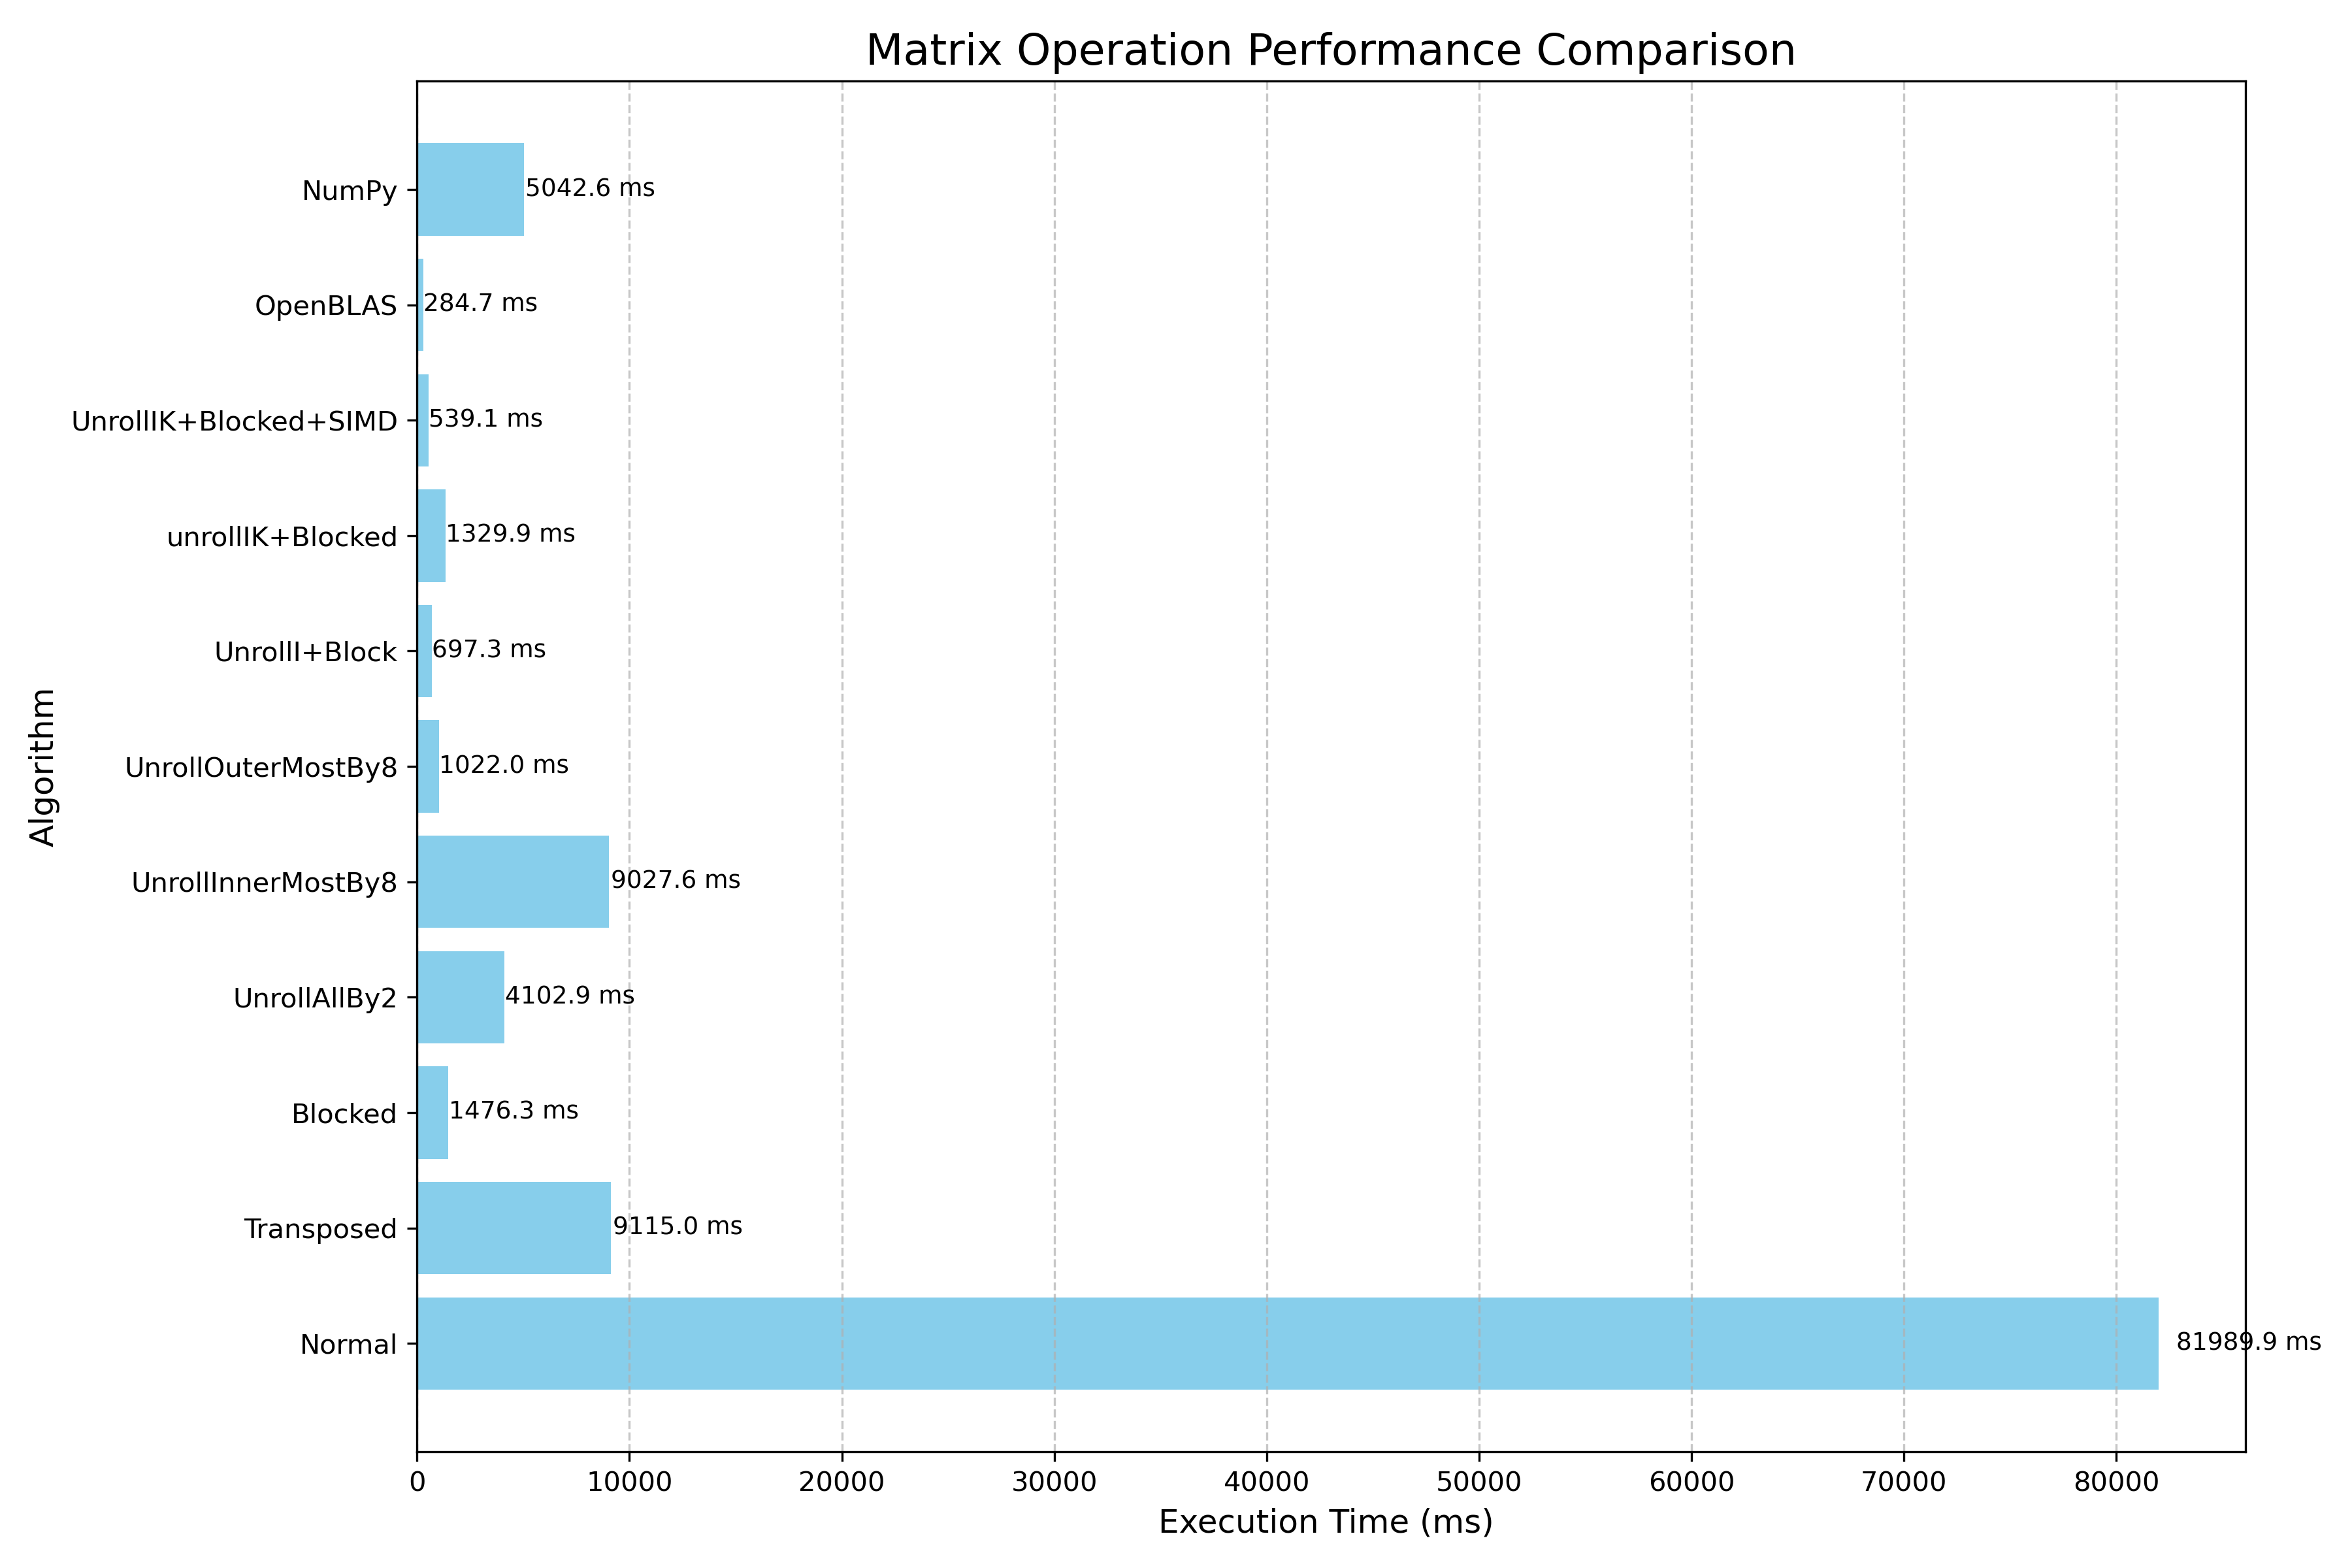 Matrix Operation Performance Comparison
NumPy
5042.6 ms
OpenBLAS
284.7 ms
UnrollIK+Blocked+SIMD
539.1 ms
unrollIK+Blocked
1329.9 ms
UnrollI+Block
697.3 ms
UnrollOuterMostBy8
1022.0 ms
UnrollInnerMostBy8
9027.6 ms
UnrollAllBy2
4102.9 ms
Blocked
1476.3 ms
Transposed
9115.0 ms
Normal
81989.9 ms
Algorithm
0 10000 20000 30000 40000 50000 60000 70000 80000
Execution Time (ms)